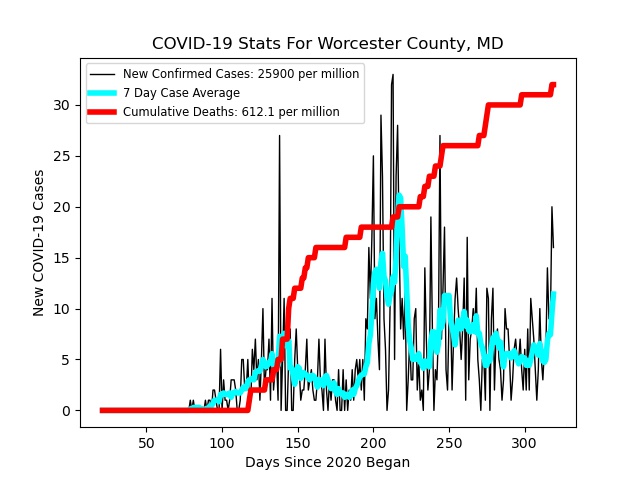 COVID-19 Stats For Worcester County, MD
New Confirmed Cases: 25900 per million
7 Day Case Average
Cumulative Deaths: 612.1 per million
30
25
20
15
10
5
0
New COVID-19 Cases
50 100 150 200 250 300
Days Since 2020 Began